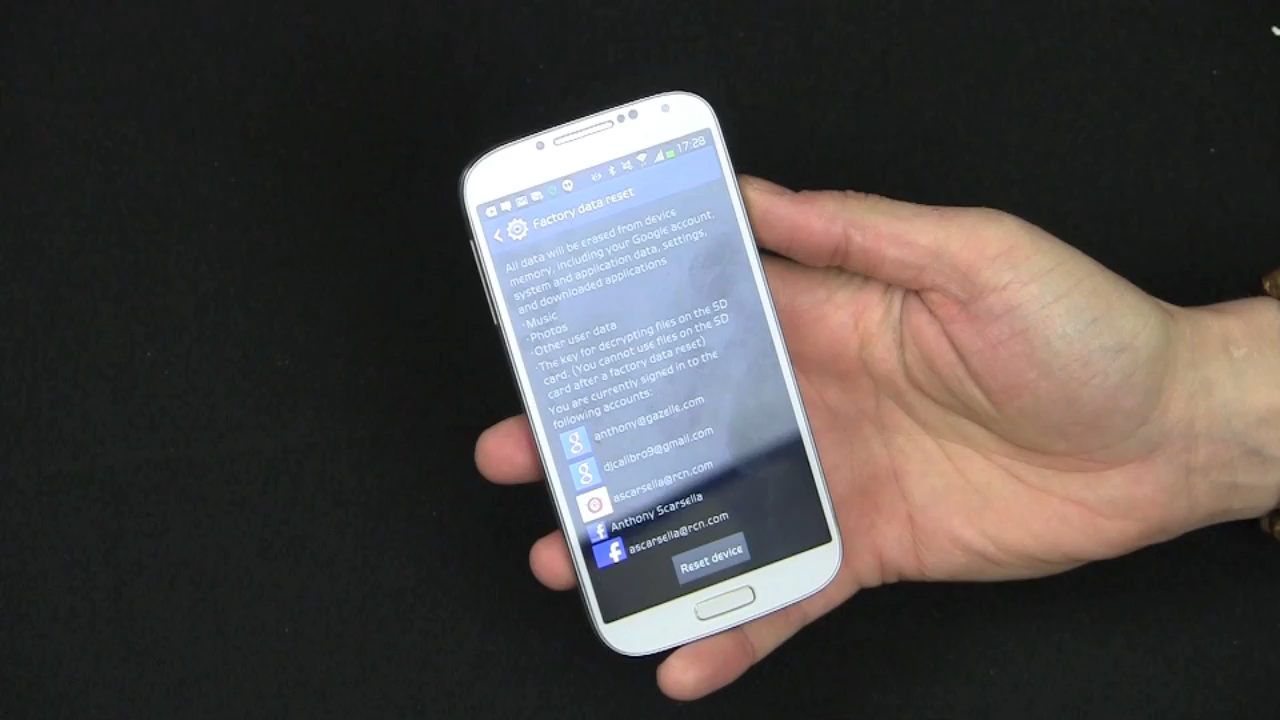 17:28
Factory data reset
All data will be erased from device
memory, including your Google account,
system and application data, settings,
and downloaded applications
·Music
·Photos
·Other user data
·The key for decrypting files on the SD
card. (You cannot use files on the SD
card after a factory data reset)
You are currently signed in to the
following accounts:
g anthony@gazelle.com
g djcalibro9@gmail.com
ascarsella@rcn.com
f Anthony Scarsella
f ascarsella@rcn.com
Reset device